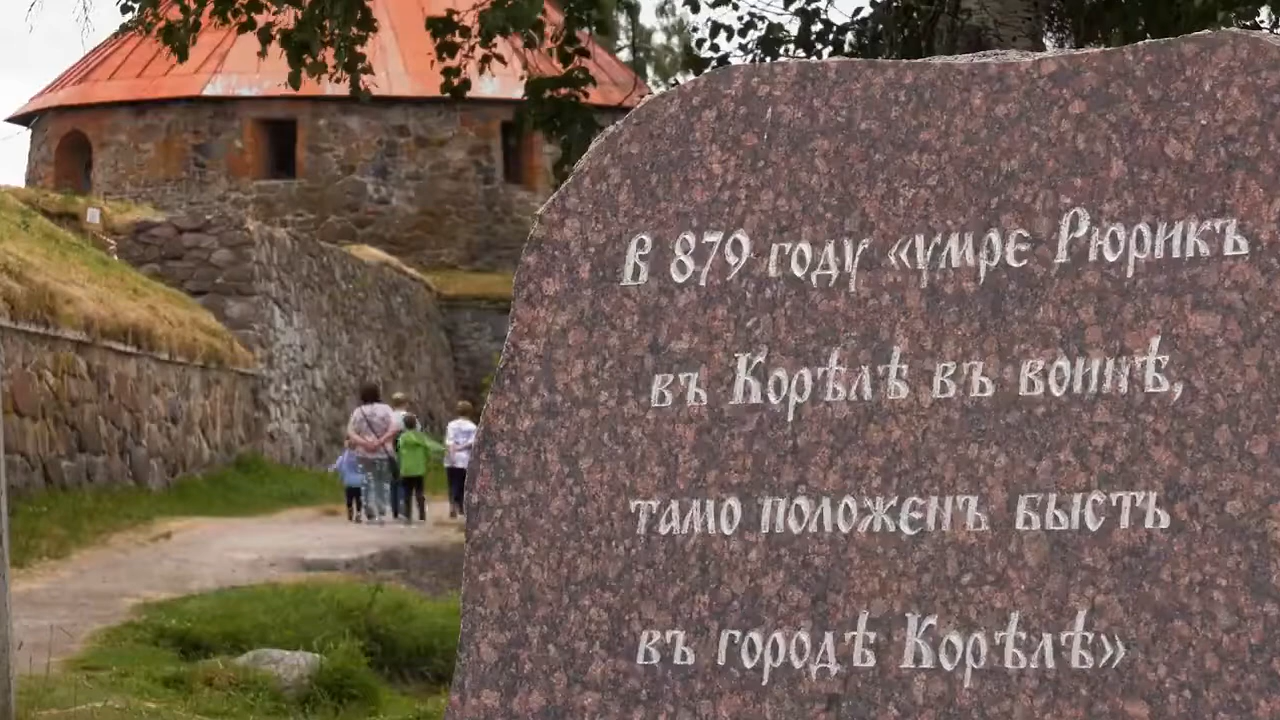 В 879 году «умре Рюрикъ
въ Корѣлѣ въ воинѣ,
тамо положенъ бысть
въ городѣ Корѣлѣ»